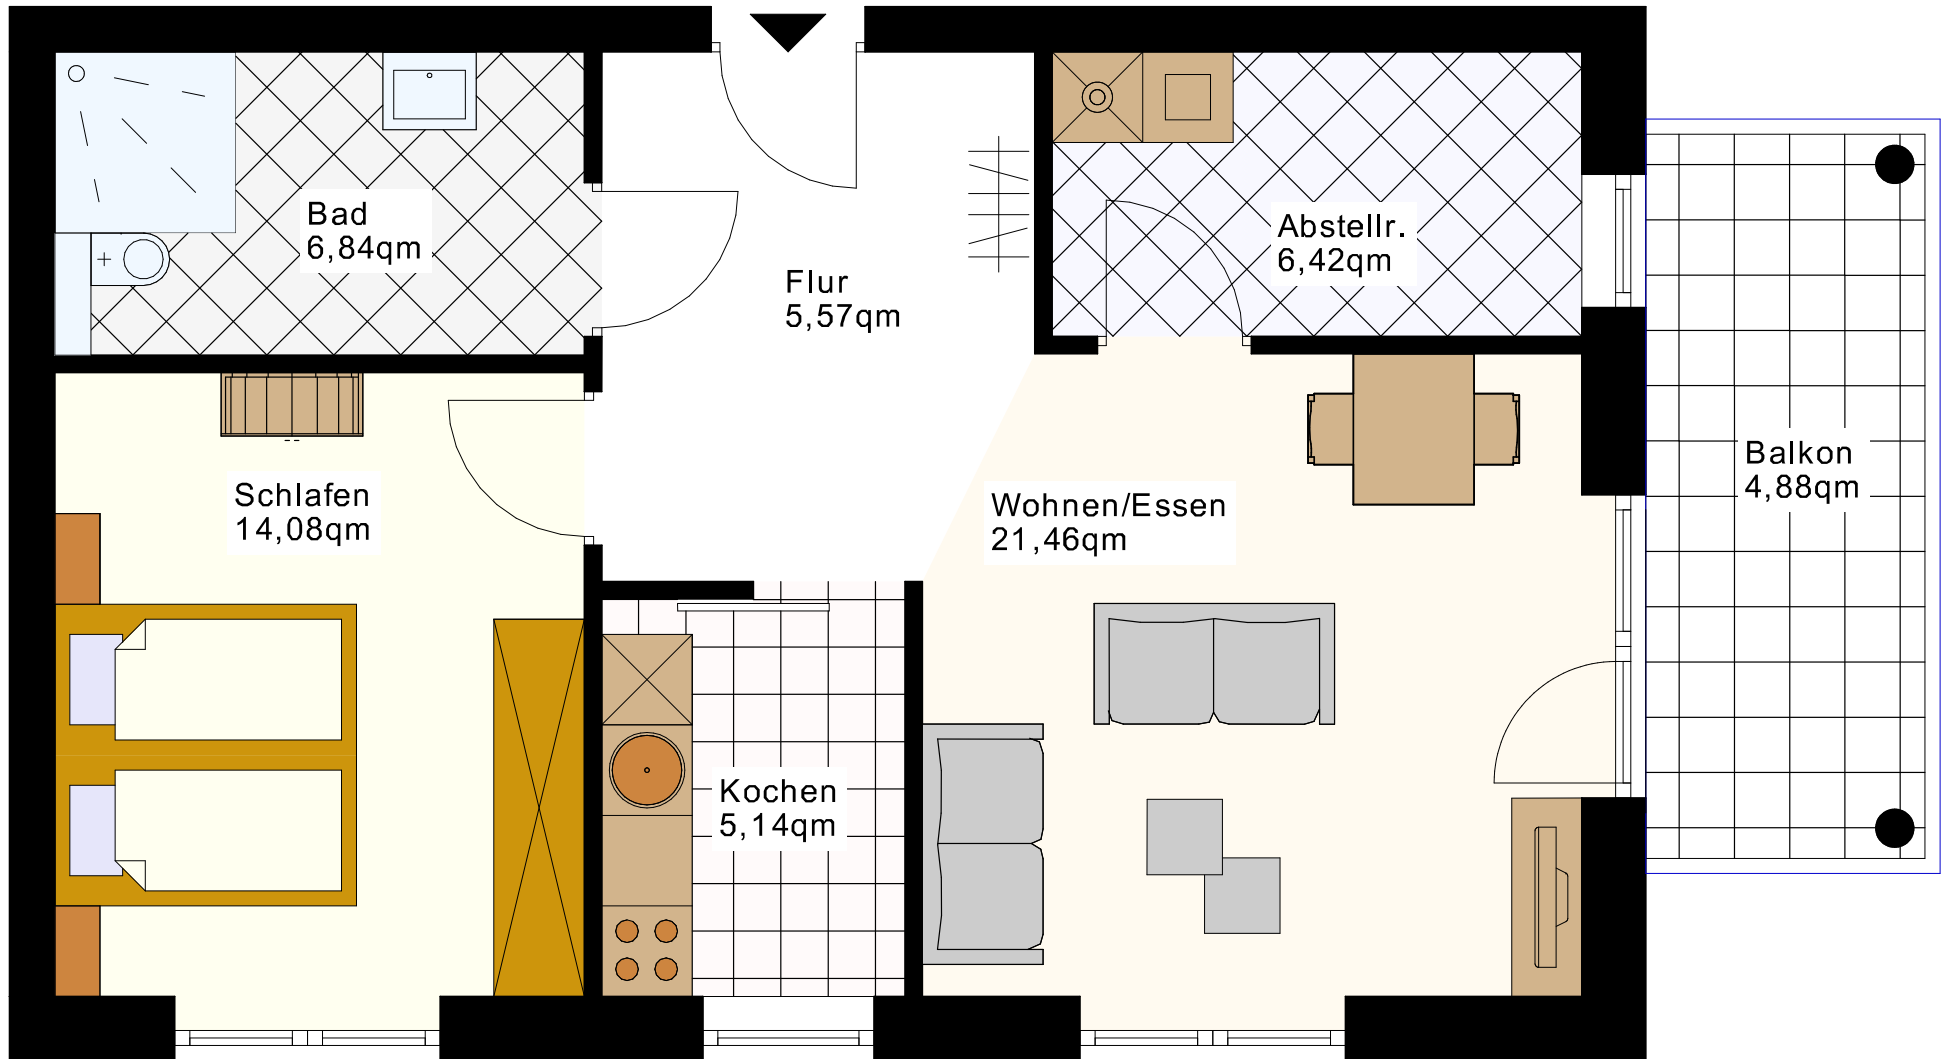 Bad
6,84qm
Flur
5,57qm
Abstellr.
6,42qm
Schlafen
14,08qm
Wohnen/Essen
21,46qm
Balkon
4,88qm
Kochen
5,14qm